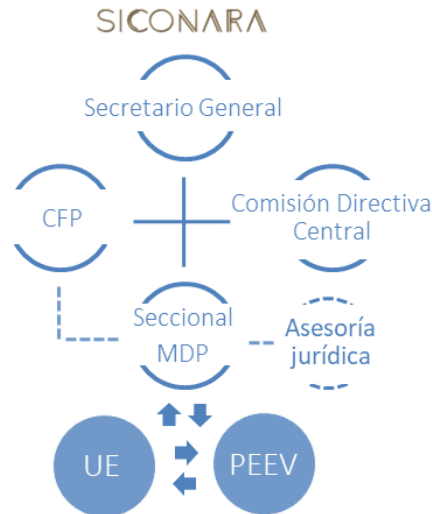 SICONARA
Secretario General
CFP
Comisión Directiva
Central
Seccional
MDP
Asesoría
jurídica
UE
PEEV